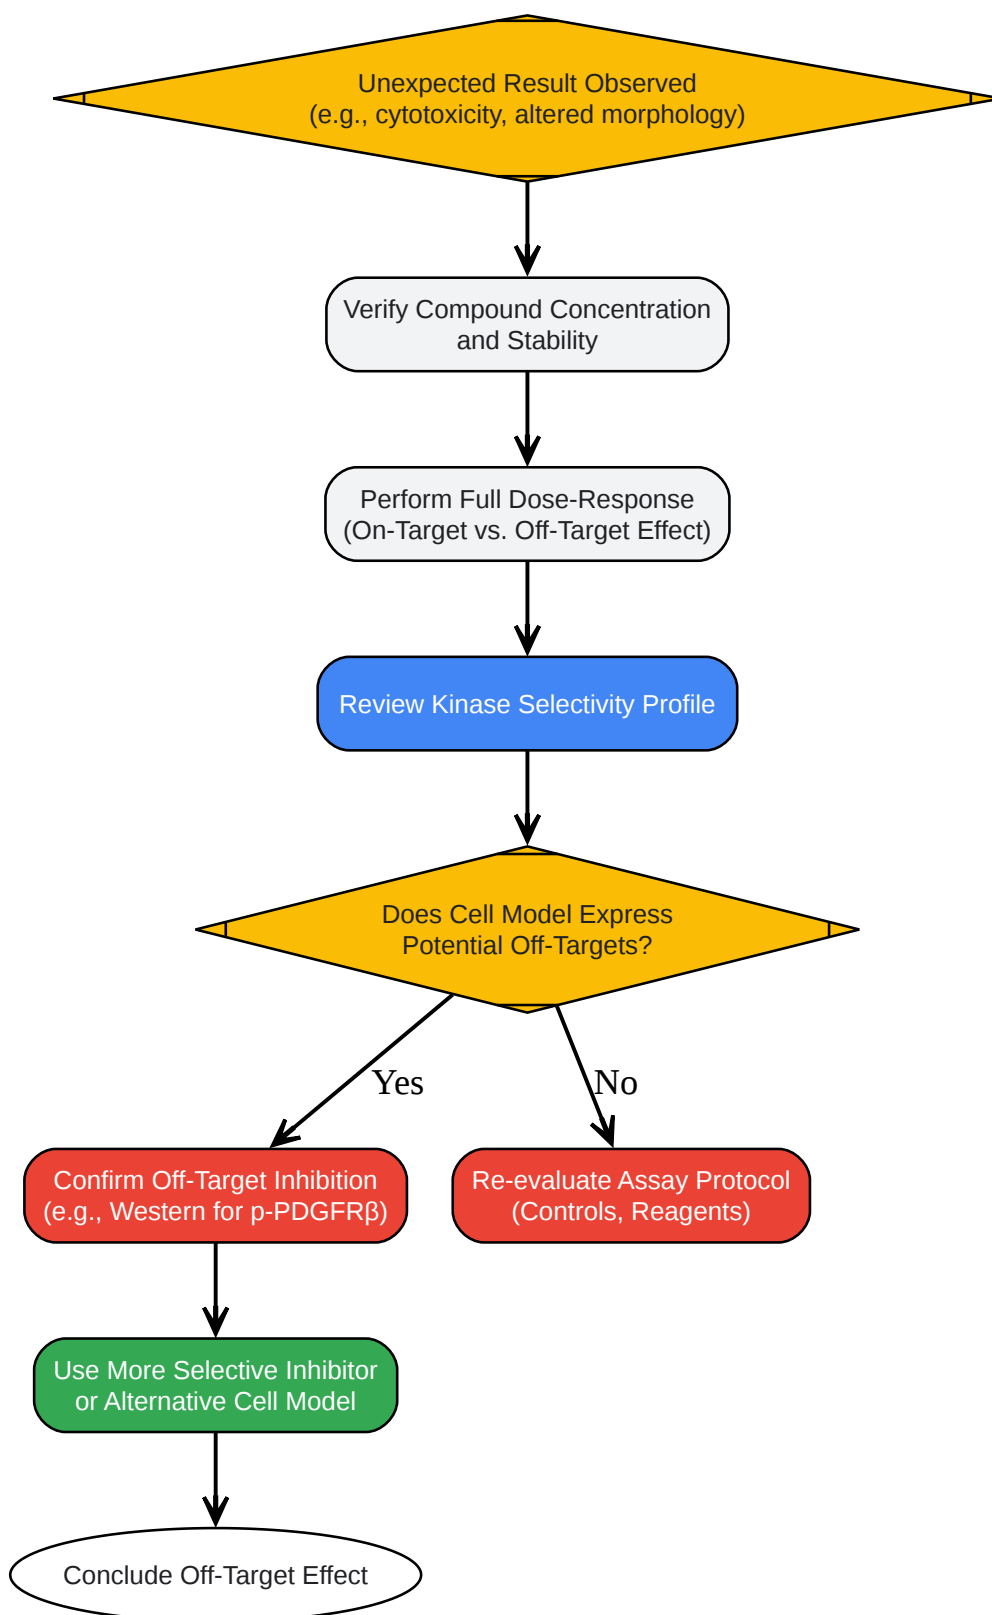 Unexpected Result Observed
(e.g., cytotoxicity, altered morphology)
Verify Compound Concentration
and Stability
Perform Full Dose-Response
(On-Target vs. Off-Target Effect)
Review Kinase Selectivity Profile
Does Cell Model Express
Potential Off-Targets?
Yes
No
Confirm Off-Target Inhibition
(e.g., Western for p-PDGFRβ)
Re-evaluate Assay Protocol
(Controls, Reagents)
Use More Selective Inhibitor
or Alternative Cell Model
Conclude Off-Target Effect